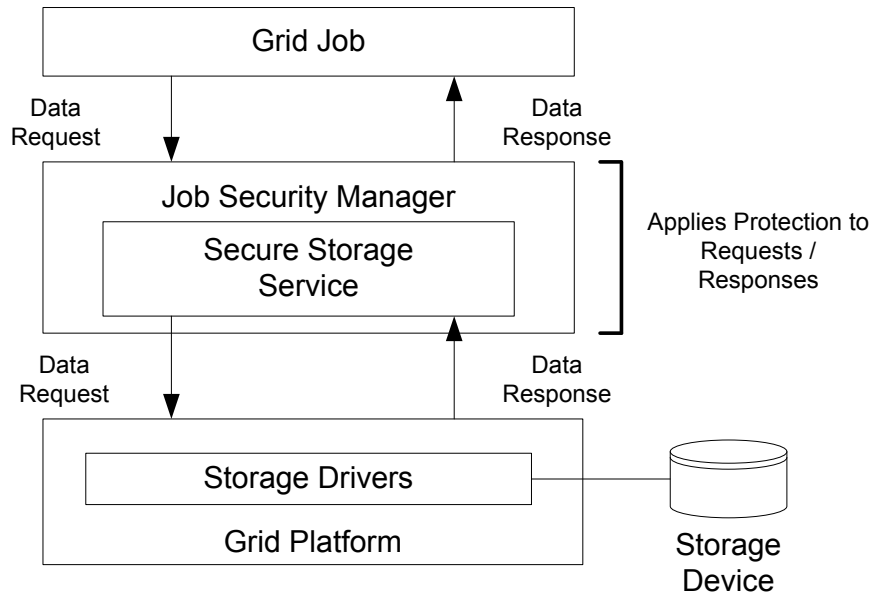 Grid Job
Data
Request
Data
Response
Job Security Manager
Secure Storage
Service
Applies Protection to
Requests /
Responses
Data
Request
Data
Response
Storage Drivers
Grid Platform
Storage
Device